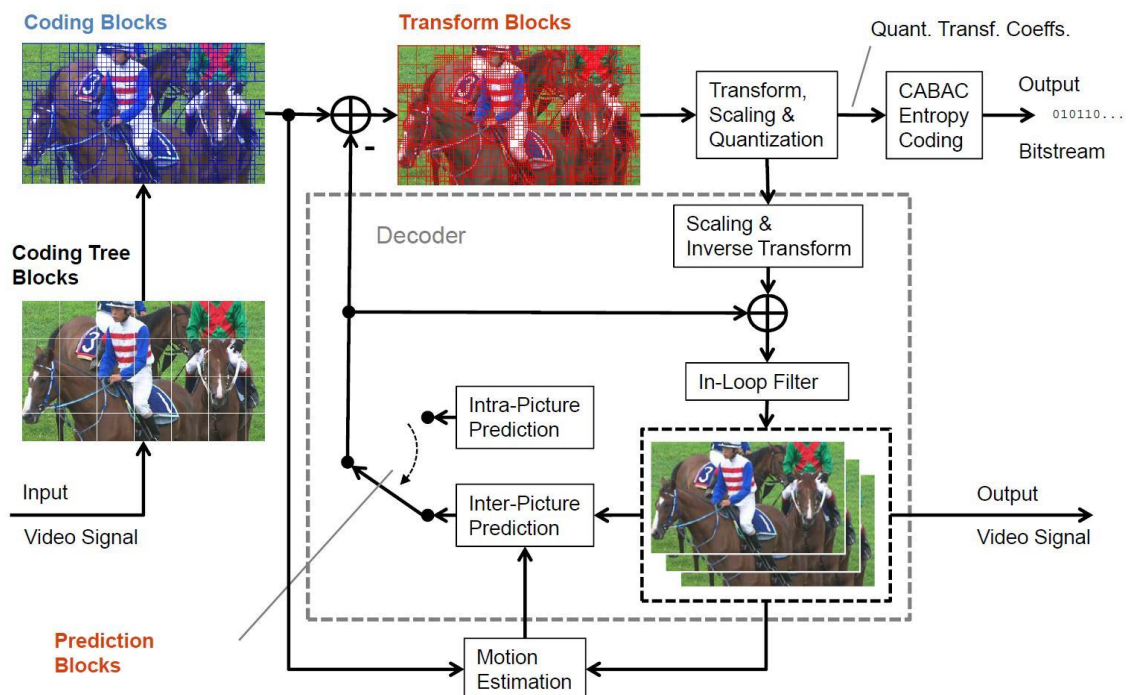 Coding Blocks
Transform Blocks
Quant. Transf. Coeffs.
Transform,
Scaling &
Quantization
CABAC
Entropy
Coding
Output
010110...
Bitstream
Decoder
Scaling &
Inverse Transform
Coding Tree
Blocks
-
3
3
3
3
In-Loop Filter
Intra-Picture
Prediction
Inter-Picture
Prediction
Input
Video Signal
Output
Video Signal
Prediction
Blocks
Motion
Estimation